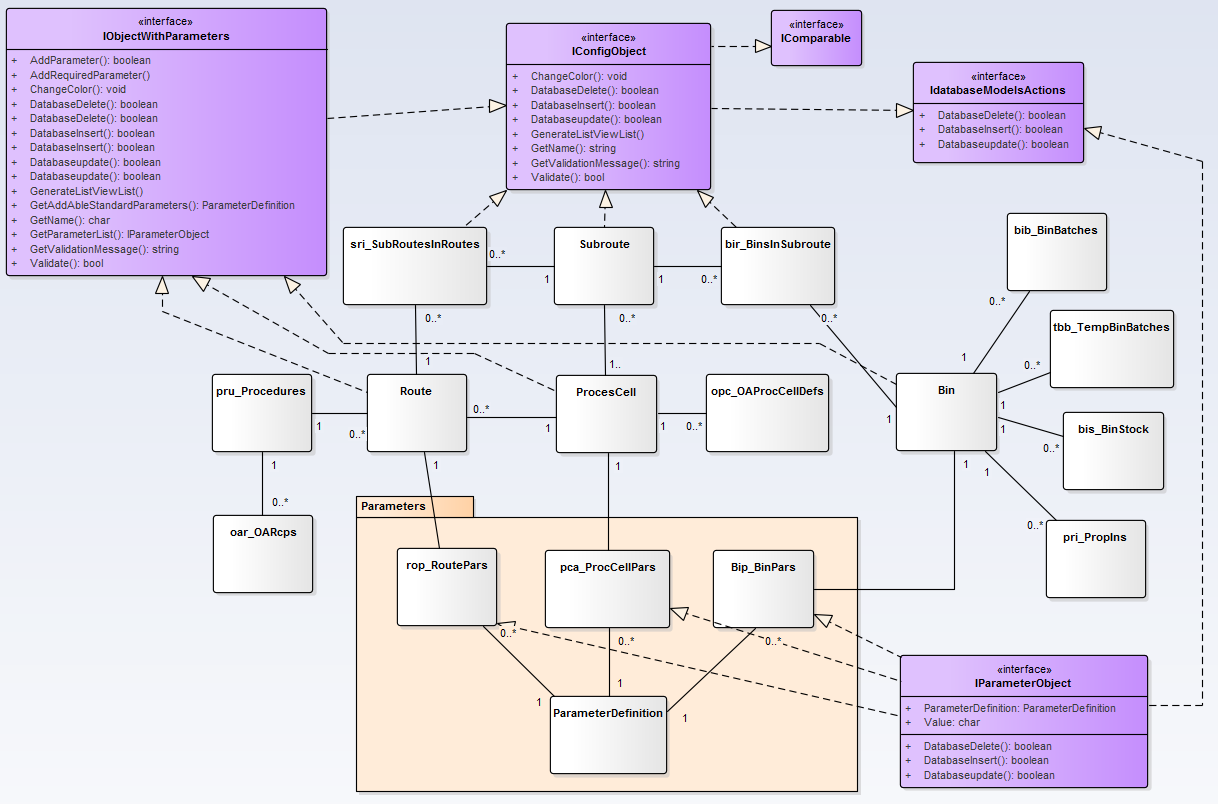 «interface»
IObjectWithParameters
+ AddParameter(): boolean
+ AddRequiredParameter()
+ ChangeColor(): void
+ DatabaseDelete(): boolean
+ DatabaseDelete(): boolean
+ DatabaseInsert(): boolean
+ DatabaseInsert(): boolean
+ Databaseupdate(): boolean
+ Databaseupdate(): boolean
+ GenerateListViewList()
+ GetAddAbleStandardParameters(): ParameterDefinition
+ GetName(): char
+ GetParameterList(): IParameterObject
+ GetValidationMessage(): string
+ Validate(): bool
«interface»
IConfigObject
+ ChangeColor(): void
+ DatabaseDelete(): boolean
+ DatabaseInsert(): boolean
+ Databaseupdate(): boolean
+ GenerateListViewList()
+ GetName(): string
+ GetValidationMessage(): string
+ Validate(): bool
«interface»
IComparable
«interface»
IdatabaseModelsActions
+ DatabaseDelete(): boolean
+ DatabaseInsert(): boolean
+ Databaseupdate(): boolean
sri_SubRoutesInRoutes
0..*
1
Subroute
1
0..*
bir_BinsInSubroute
bib_BinBatches
0..*
0..*
0..*
0..*
1
1..
1
tbb_TempBinBatches
0..*
pru_Procedures
1
0..*
Route
0..*
1
ProcesCell
1
0..*
opc_OAProcCellDefs
1
Bin
1
1
bis_BinStock
0..*
1
1
1
1
1
0..*
oar_OARcps
Parameters
0..*
pri_PropIns
rop_RoutePars
pca_ProcCellPars
Bip_BinPars
0..*
0..*
0..*
1
1
1
ParameterDefinition
«interface»
IParameterObject
+ ParameterDefinition: ParameterDefinition
+ Value: char
+ DatabaseDelete(): boolean
+ DatabaseInsert(): boolean
+ Databaseupdate(): boolean